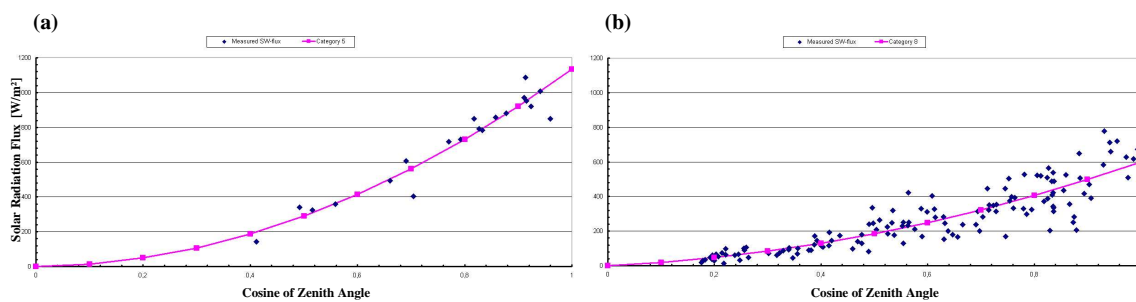 (a)
Measured SW-flux Category 5
Solar Radiation Flux [W/m²]
1200
1000
800
600
400
200
0
0 0,2 0,4 0,6 0,8 1
Cosine of Zenith Angle
(b)
Measured SW-flux Category 8
1200
1000
800
600
400
200
0
0 0,2 0,4 0,6 0,8
Cosine of Zenith Angle